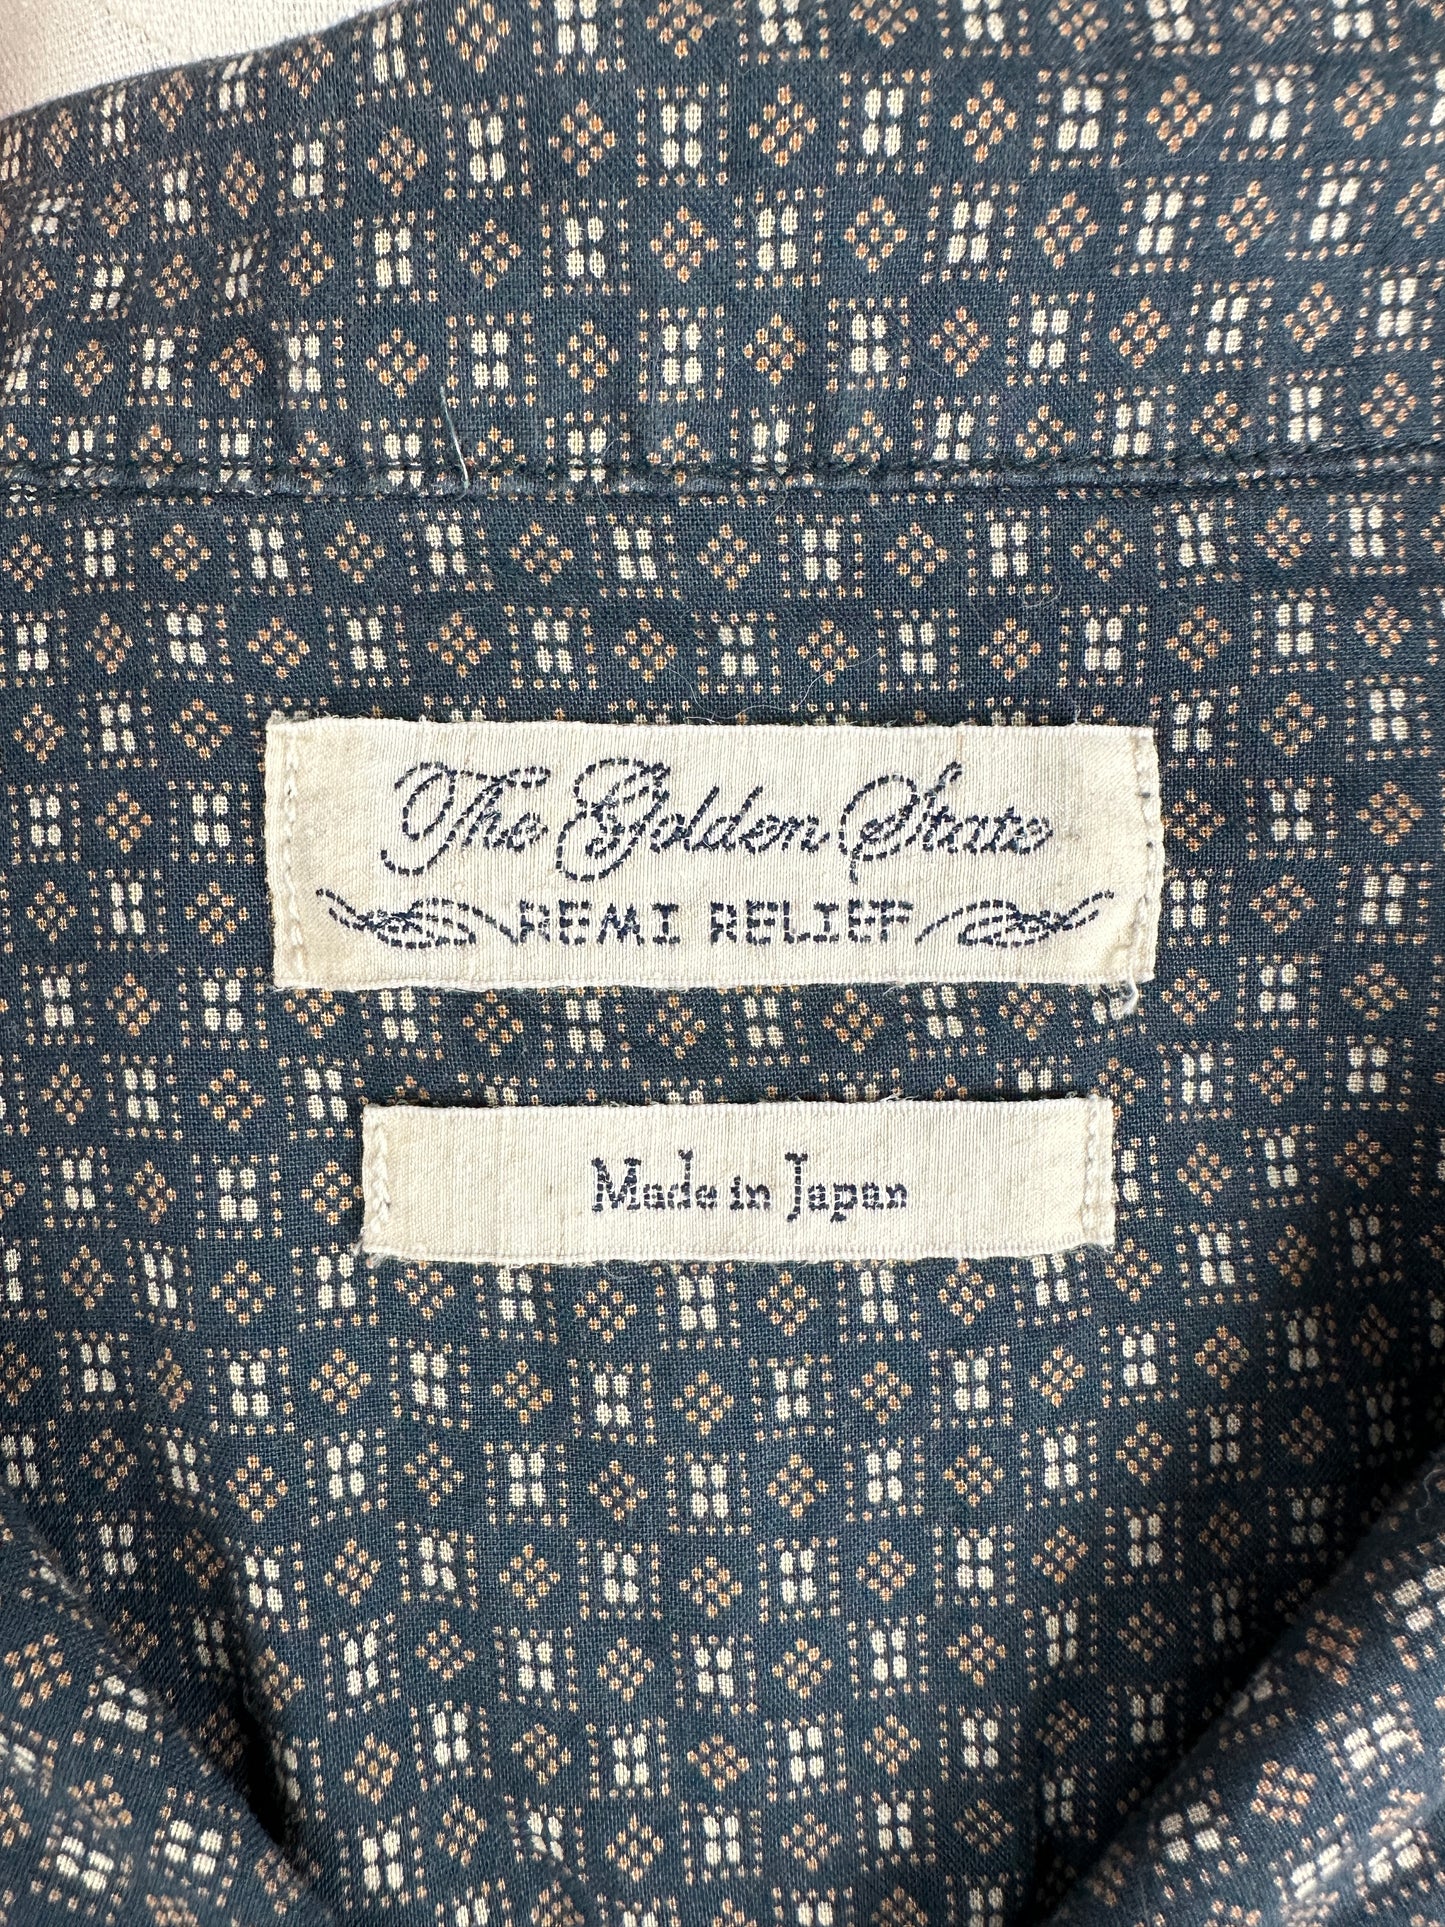 The Golden State
REMI RELIEF
Made in Japan